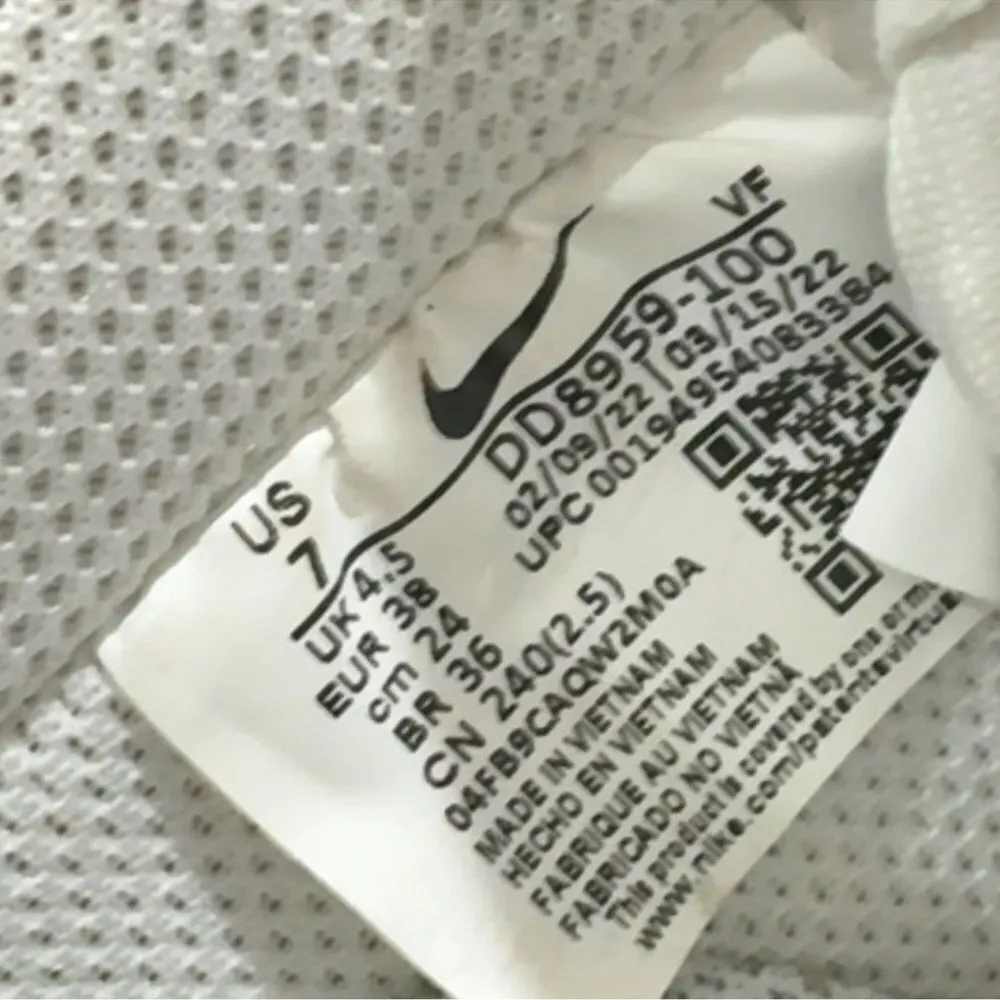 VF
US
7
DD8959-100
02/09/22 | 03/15/22
UPC 00194954083384
UK 4.5
EUR 38
cm 24
BR 36
CN 240(2.5)
04FB9CAQW2M0A
MADE IN VIETNAM
HECHO EN VIETNAM
FABRIQUE AU VIETNAM
FABRICADO NO VIETNÃ
This product is covered by one or
www.nike.com/patents